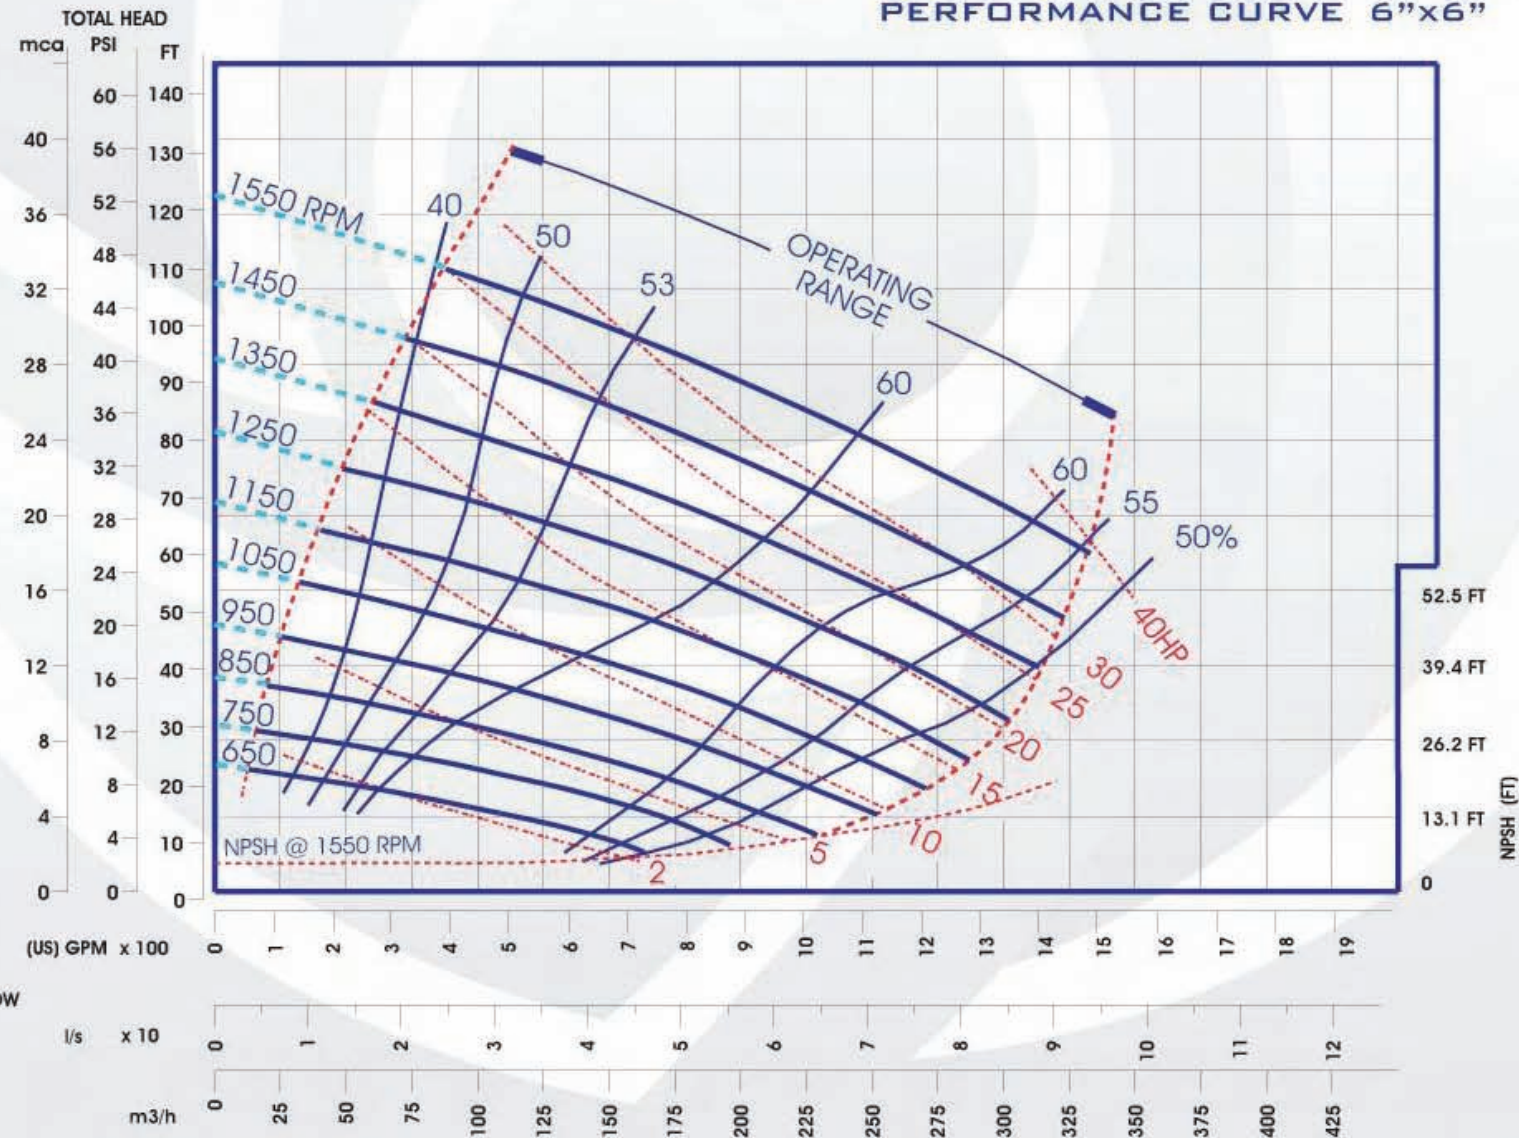 PERFORMANCE CURVE 6”x6”
TOTAL HEAD
mca PSI FT
60 140
40 56 130
36 52 120
48 110
32 44 100
28 40 90
36
24 32 80
20 28 70
24 60
16 20 50
12 16 40
8 12 30
8 20
4 4 10
0 0 0
1550 RPM
1450
1350
1250
1150
1050
950
850
750
650
40 50 53 60 60 55 50%
OPERATING
RANGE
40HP
30
25
20
15
10
5
2
NPSH @ 1550 RPM
52.5 FT
39.4 FT
26.2 FT
13.1 FT
0
NPSH (FT)
(US) GPM x 100 0 1 2 3 4 5 6 7 8 9 10 11 12 13 14 15 16 17 18 19
OW
l/s x 10 0 1 2 3 4 5 6 7 8 9 10 11 12
m3/h 0 25 50 75 100 125 150 175 200 225 250 275 300 325 350 375 400 425